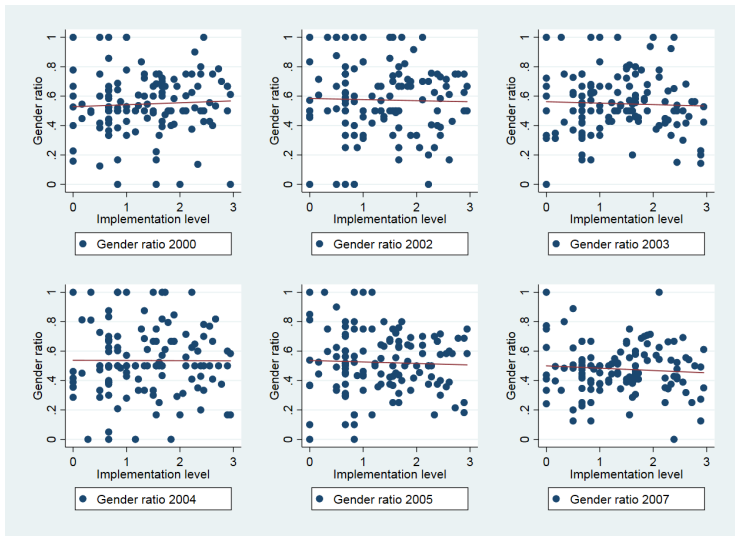 Gender ratio
0 .2 .4 .6 .8 1
0 1 2 3
Implementation level
Gender ratio 2000
Gender ratio
0 .2 .4 .6 .8 1
0 1 2 3
Implementation level
Gender ratio 2002
Gender ratio
0 .2 .4 .6 .8 1
0 1 2 3
Implementation level
Gender ratio 2003
Gender ratio
0 .2 .4 .6 .8 1
0 1 2 3
Implementation level
Gender ratio 2004
Gender ratio
0 .2 .4 .6 .8 1
0 1 2 3
Implementation level
Gender ratio 2005
Gender ratio
0 .2 .4 .6 .8 1
0 1 2 3
Implementation level
Gender ratio 2007